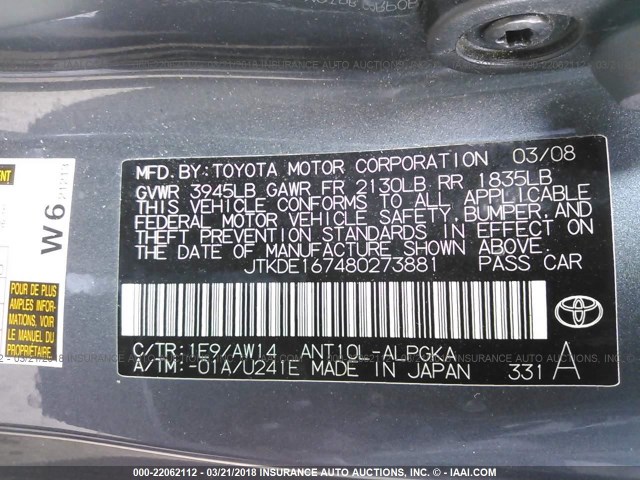 MFD. BY: TOYOTA MOTOR CORPORATION 03/08
GVWR 3945LB GAWR FR 2130LB RR 1835LB
THIS VEHICLE CONFORMS TO ALL APPLICABLE
FEDERAL MOTOR VEHICLE SAFETY, BUMPER, AND
THEFT PREVENTION STANDARDS IN EFFECT ON
THE DATE OF MANUFACTURE SHOWN ABOVE.
JTKDE167480273881 PASS CAR
C/TR: 1E9/AW14 ANT10L-ALPGKA
A/TM: -01A/U241E MADE IN JAPAN 331 A
TOYOTA
W6
POUR DE PLUS
AMPLES INFOR-
MATIONS, VOIR
LE MANUEL DU
PROPRIÉTAIRE
000-22062112 - 03/21/2018 INSURANCE AUTO AUCTIONS, INC. - © - IAAI.COM